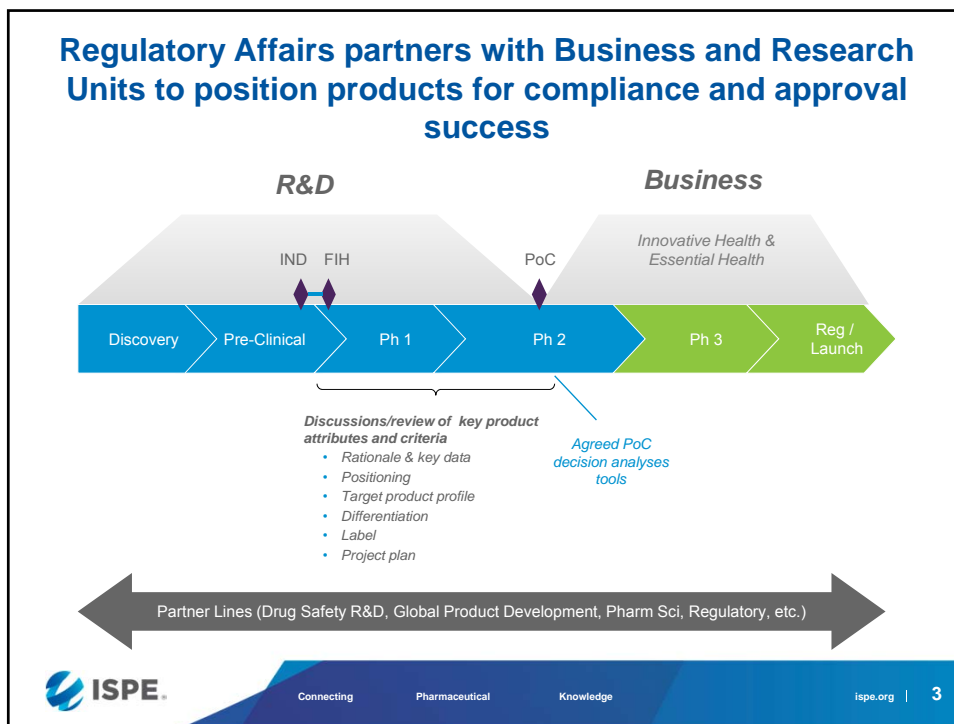 Regulatory Affairs partners with Business and Research
Units to position products for compliance and approval
success
R&D
Business
Innovative Health &
Essential Health
IND
FIH
PoC
Discovery
Pre-Clinical
Ph 1
Ph 2
Ph 3
Reg /
Launch
Discussions/review of key product
attributes and criteria
• Rationale & key data
• Positioning
• Target product profile
• Differentiation
• Label
• Project plan
Agreed PoC
decision analyses
tools
Partner Lines (Drug Safety R&D, Global Product Development, Pharm Sci, Regulatory, etc.)
ISPE®
Connecting Pharmaceutical Knowledge
ispe.org | 3